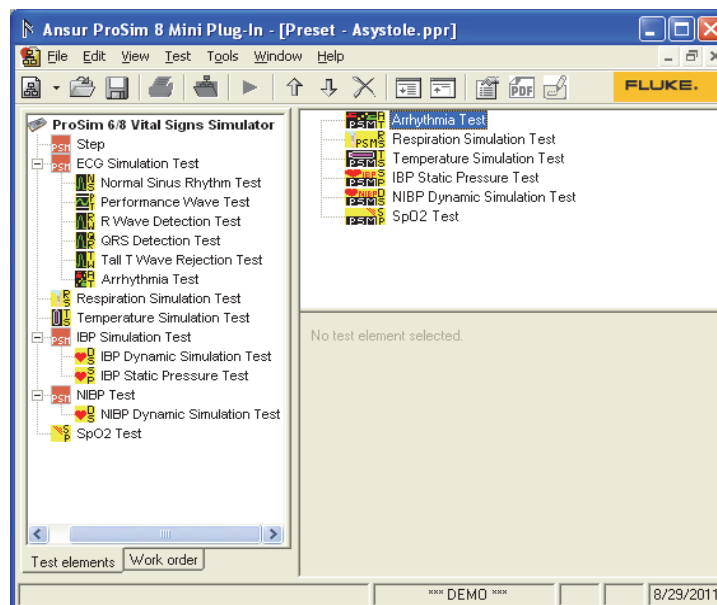 Ansur ProSim 8 Mini Plug-In - [Preset - Asystole.ppr]
File Edit View Test Tools Window Help
PDF
FLUKE.
ProSim 6/8 Vital Signs Simulator
Step
ECG Simulation Test
Normal Sinus Rhythm Test
Performance Wave Test
R Wave Detection Test
QRS Detection Test
Tall T Wave Rejection Test
Arrhythmia Test
Respiration Simulation Test
Temperature Simulation Test
IBP Simulation Test
IBP Dynamic Simulation Test
IBP Static Pressure Test
NIBP Test
NIBP Dynamic Simulation Test
SpO2 Test
Test elements Work order
Arrhythmia Test
Respiration Simulation Test
Temperature Simulation Test
IBP Static Pressure Test
NIBP Dynamic Simulation Test
SpO2 Test
No test element selected.
*** DEMO *** 8/29/2011